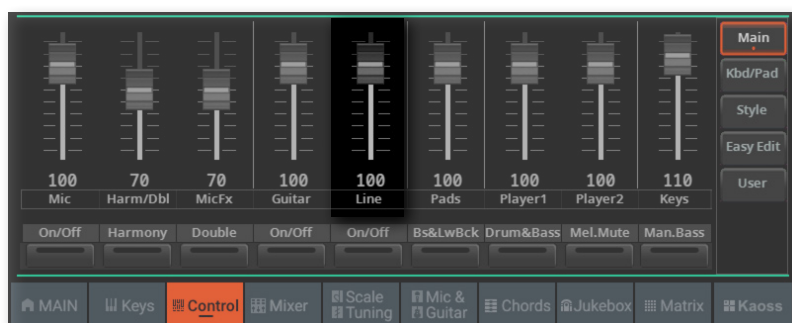 Main
Kbd/Pad
Style
Easy Edit
User
100 70 70 100 100 100 100 100 110
Mic Harm/Dbl MicFx Guitar Line Pads Player1 Player2 Keys
On/Off Harmony Double On/Off On/Off Bs&LwBck Drum&Bass Mel.Mute Man.Bass
MAIN Keys Control Mixer Scale Tuning Mic & Guitar Chords Jukebox Matrix Kaoss